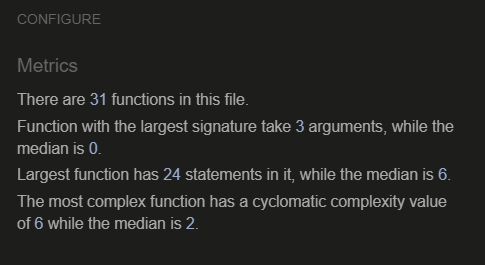 CONFIGURE
Metrics
There are 31 functions in this file.
Function with the largest signature take 3 arguments, while the
median is 0.
Largest function has 24 statements in it, while the median is 6.
The most complex function has a cyclomatic complexity value
of 6 while the median is 2.